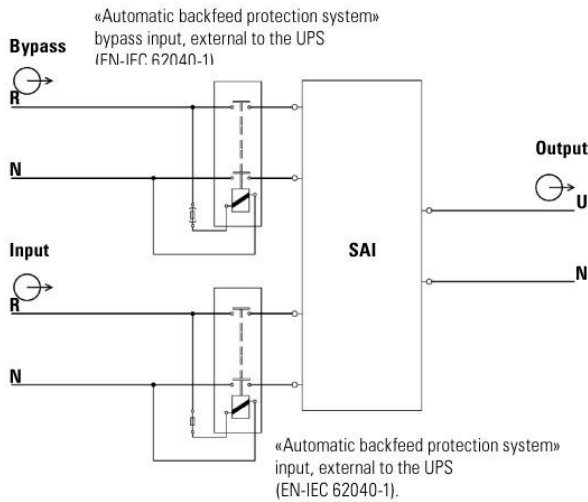 «Automatic backfeed protection system»
bypass input, external to the UPS
(EN-IEC 62040-1)
Bypass
R
N
Output
U
SAI
Input
N
R
N
«Automatic backfeed protection system»
input, external to the UPS
(EN-IEC 62040-1).